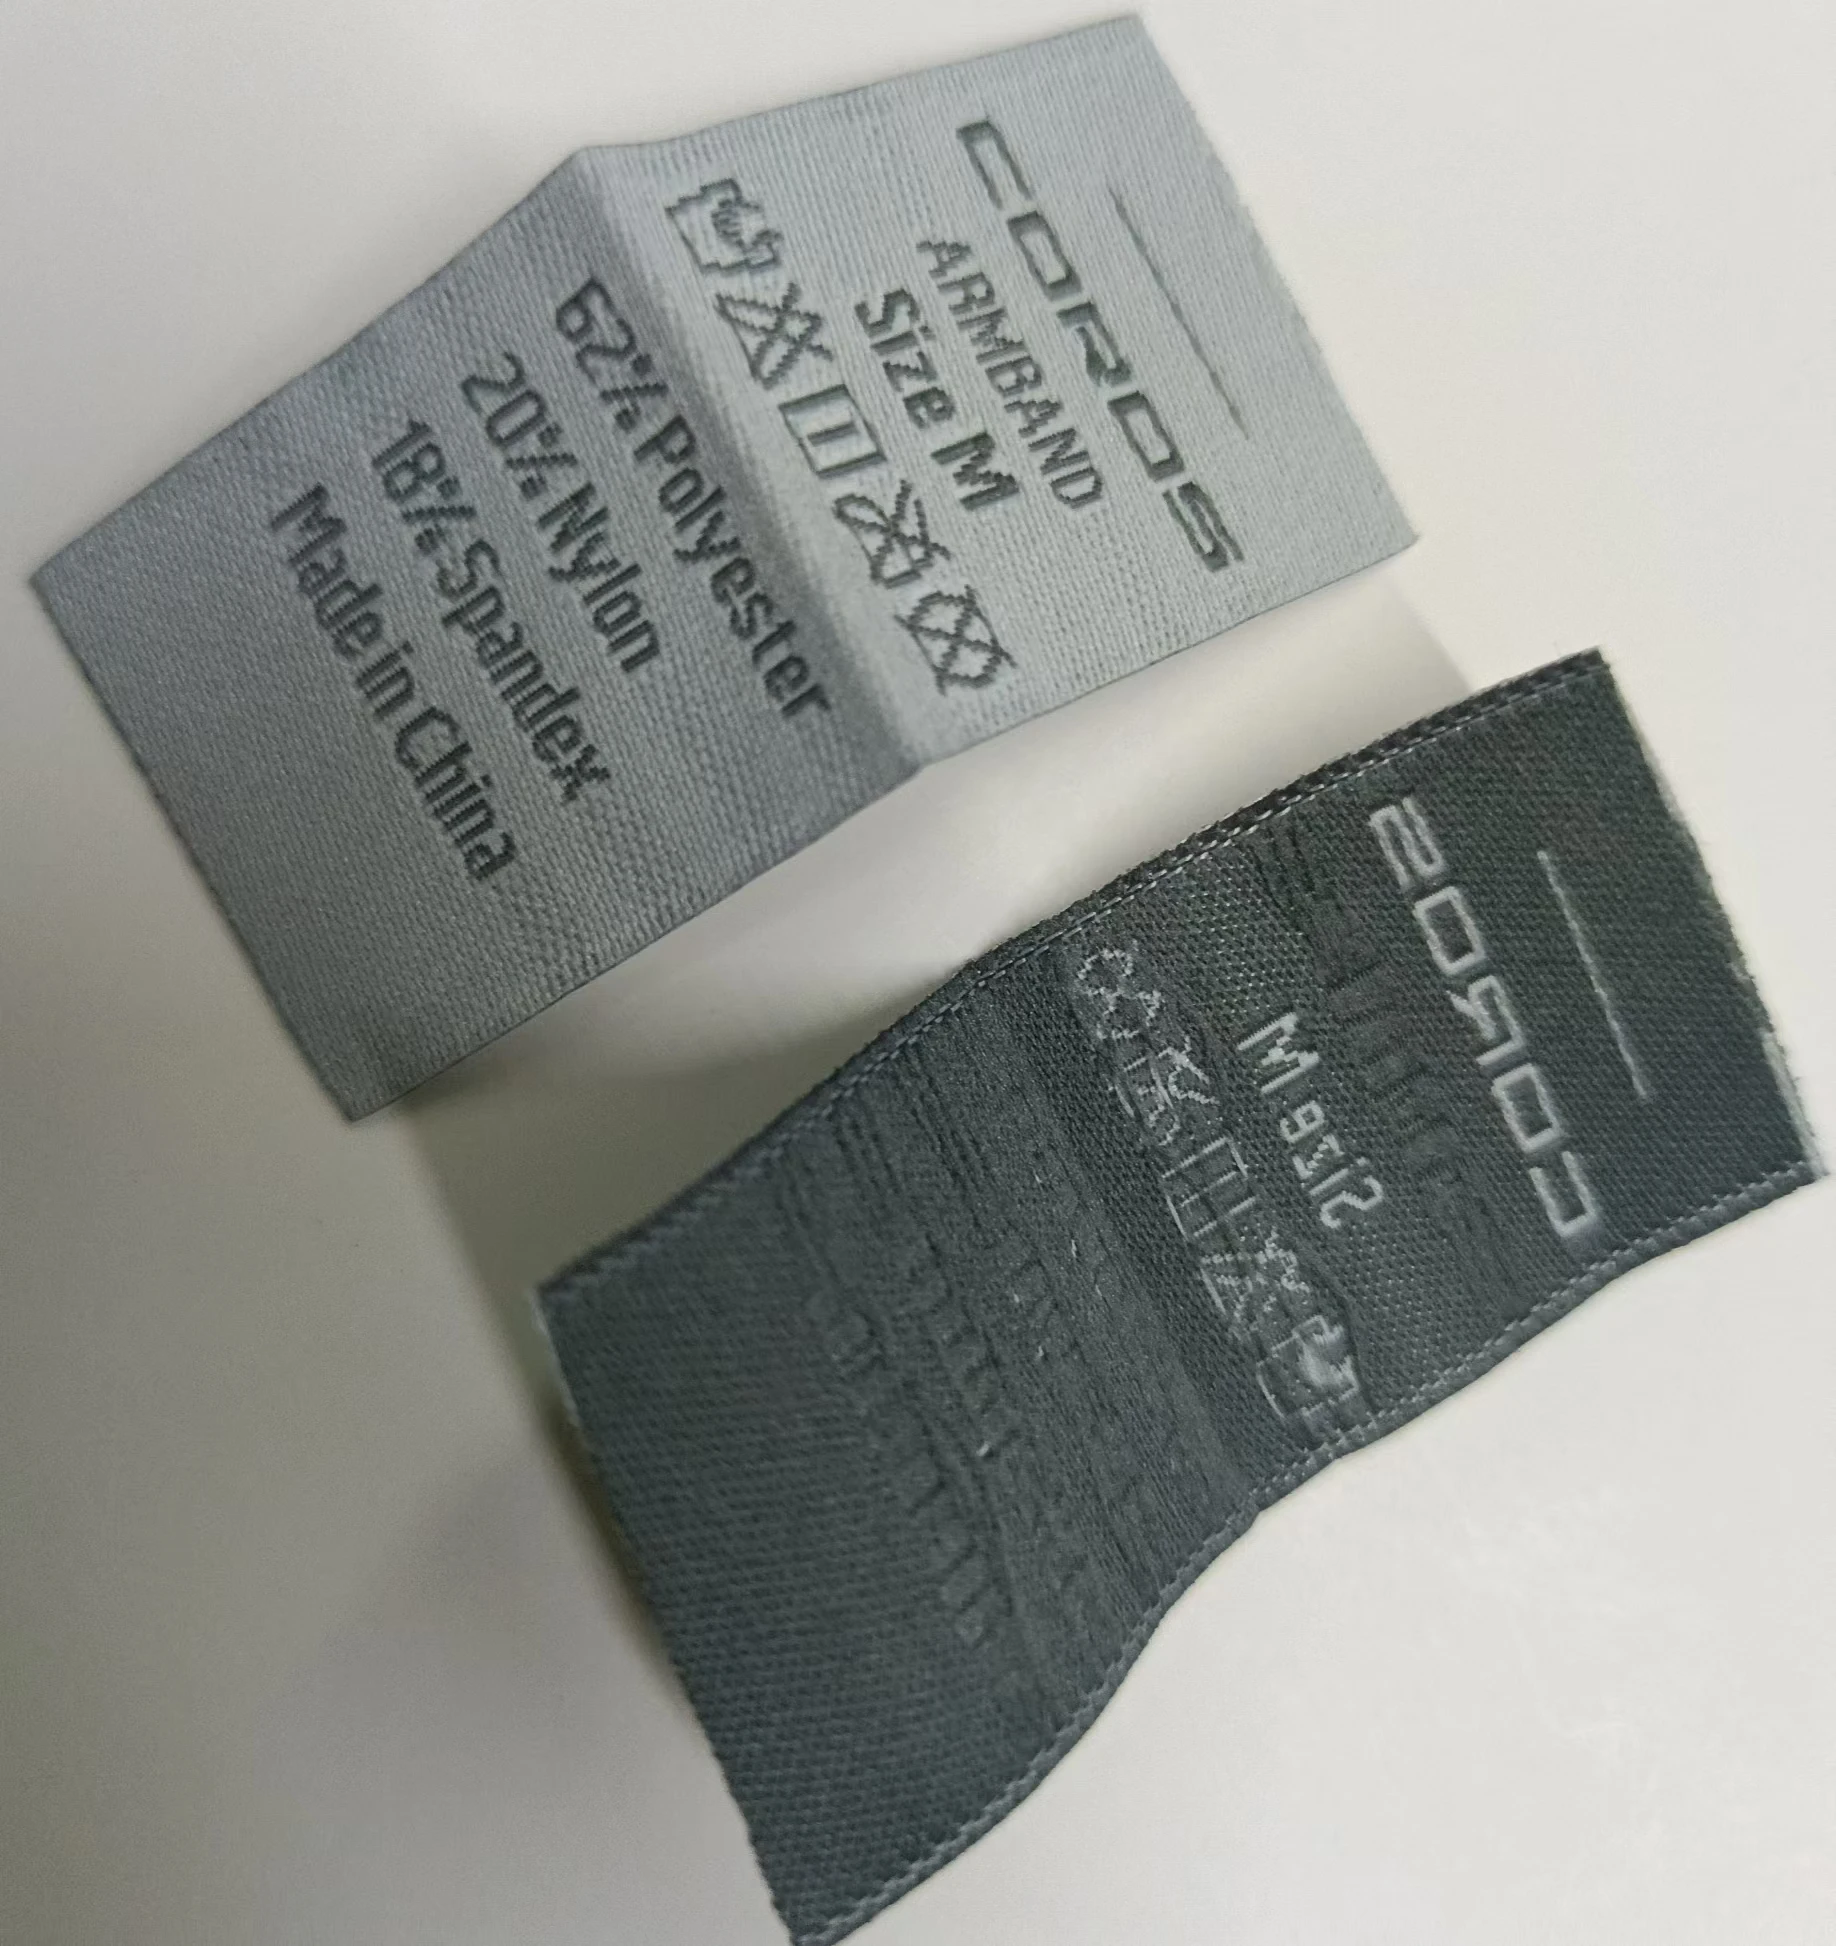 COROS
ARMBAND
Size M
62% Polyester
20% Nylon
18% Spandex
Made in China
COROS
Size M